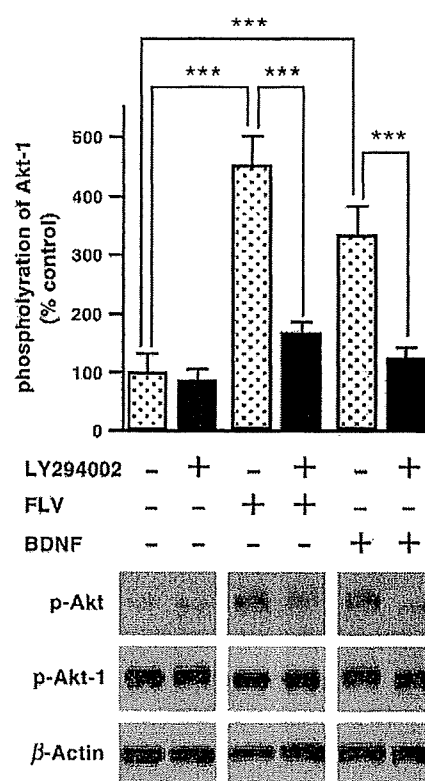 ***
*** ***
***
phospholyration of Akt-1
(% control)
500
400
300
200
100
0
LY294002 - + - + - +
FLV - - + + - -
BDNF - - - - + +
p-Akt
p-Akt-1
β-Actin